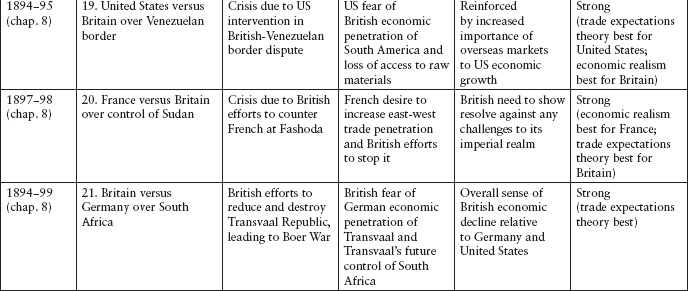 1894–95
(chap. 8)
19. United States versus
Britain over Venezuelan
border
Crisis due to US
intervention in
British-Venezuelan
border dispute
US fear of
British economic
penetration of
South America and
loss of access to raw
materials
Reinforced
by increased
importance of
overseas markets
to US economic
growth
Strong
(trade expectations
theory best for
United States;
economic realism
best for Britain)
1897–98
(chap. 8)
20. France versus Britain
over control of Sudan
Crisis due to British
efforts to counter
French at Fashoda
French desire to
increase east-west
trade penetration
and British efforts
to stop it
British need to show
resolve against any
challenges to its
imperial realm
Strong
(economic realism
best for France;
trade expectations
theory best for
Britain)
1894–99
(chap. 8)
21. Britain versus
Germany over South
Africa
British efforts to
reduce and destroy
Transvaal Republic,
leading to Boer War
British fear of
German economic
penetration of
Transvaal and
Transvaal's future
control of South
Africa
Overall sense of
British economic
decline relative
to Germany and
United States
Strong
(trade expectations
theory best)